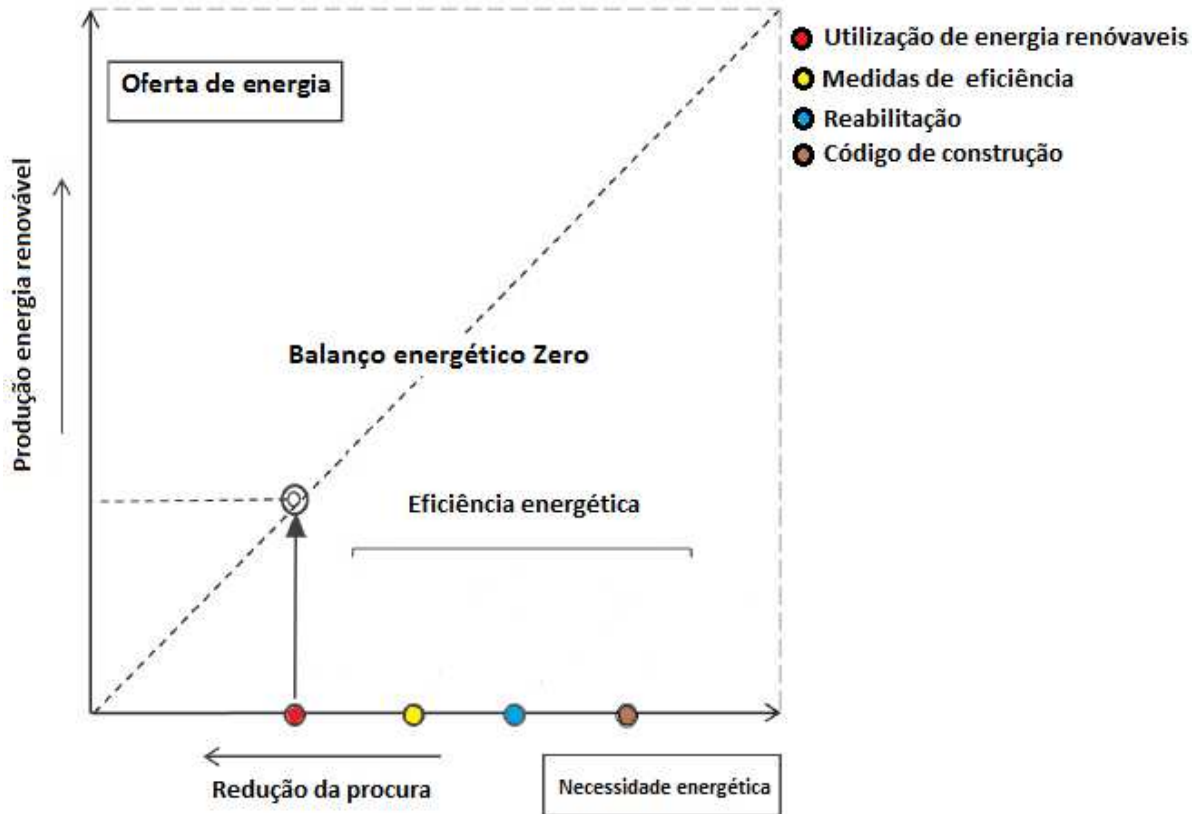 Oferta de energia
Utilização de energia renóvaveis
Medidas de eficiência
Reabilitação
Código de construção
Produção energia renovável
Balanço energético Zero
Eficiência energética
Redução da procura
Necessidade energética